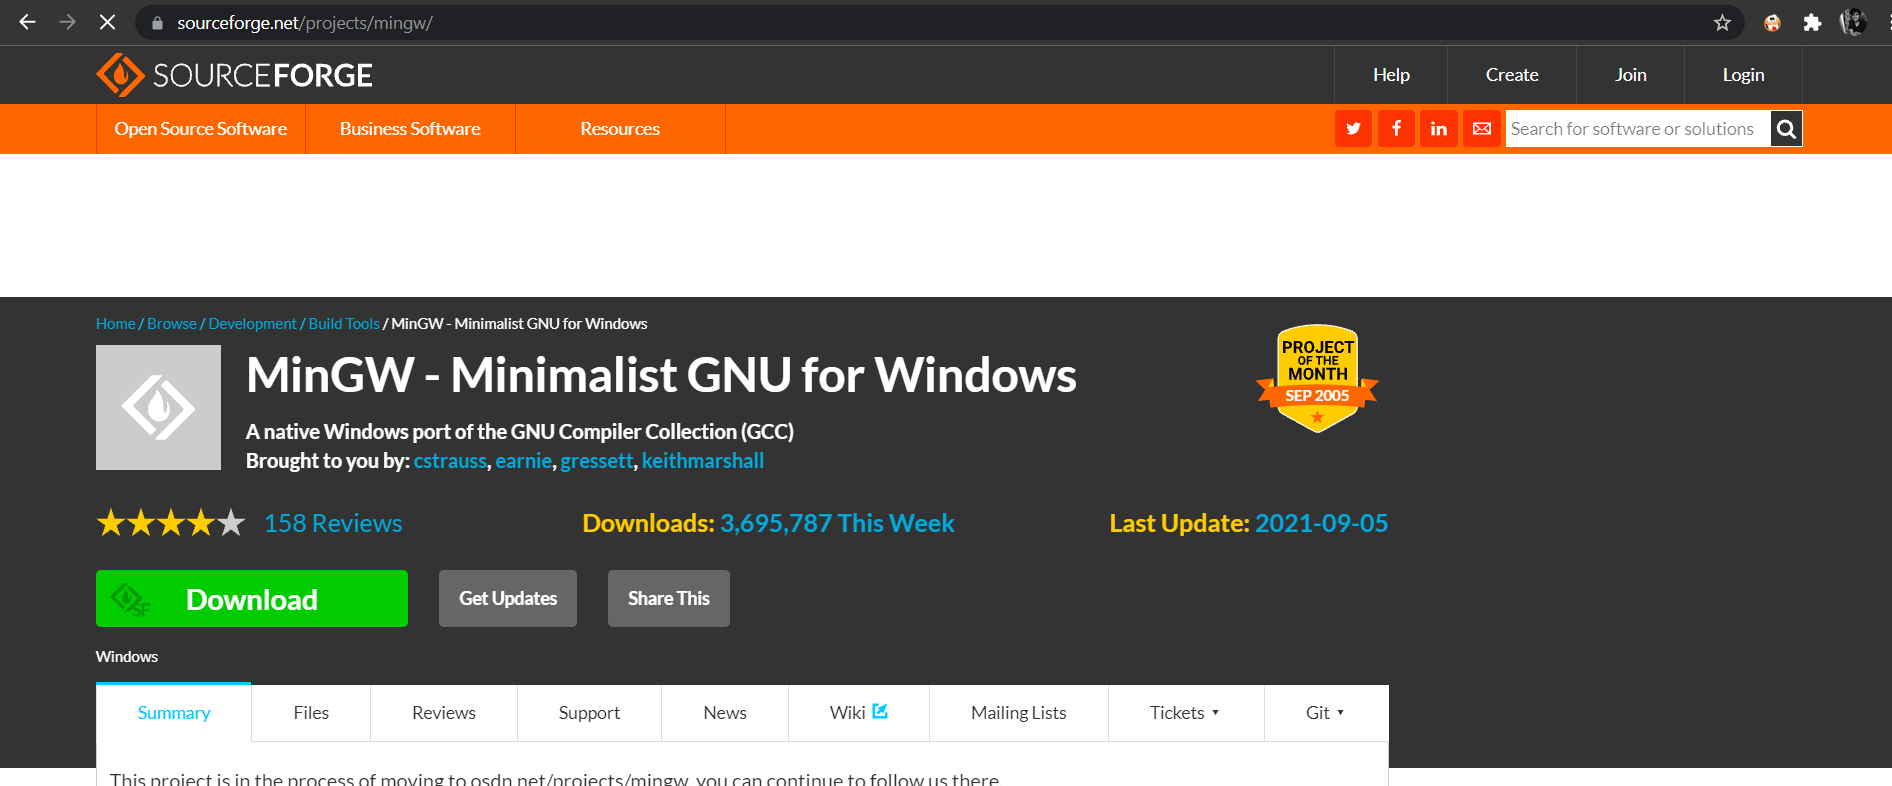 sourceforge.net/projects/mingw/
SOURCEFORGE
Help Create Join Login
Open Source Software Business Software Resources
Search for software or solutions
Home / Browse / Development / Build Tools / MinGW - Minimalist GNU for Windows
MinGW - Minimalist GNU for Windows
PROJECT
OF THE
MONTH
SEP 2005
A native Windows port of the GNU Compiler Collection (GCC)
Brought to you by: cstrauss, earnie, gressett, keithmarshall
158 Reviews Downloads: 3,695,787 This Week Last Update: 2021-09-05
SF Download Get Updates Share This
Windows
Summary Files Reviews Support News Wiki Mailing Lists Tickets Git
This project is in the process of moving to osdn.net/projects/mingw, you can continue to follow us there.